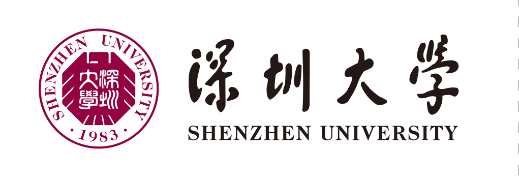 SHENZHEN UNIVERSITY
深圳
大學
·1983·
深圳大学
SHENZHEN UNIVERSITY